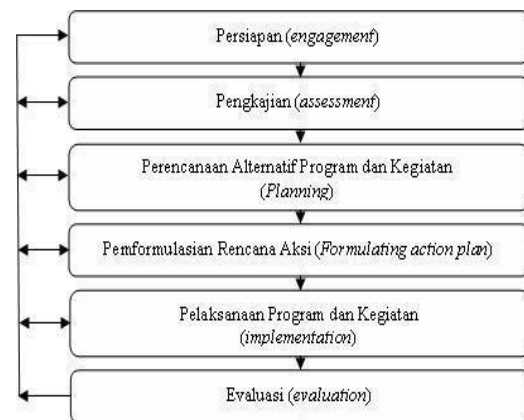 Persiapan (engagement)
Pengkajian (assessment)
Perencanaan Alternatif Program dan Kegiatan
(Planning)
Pemformulasian Rencana Aksi (Formulating action plan)
Pelaksanaan Program dan Kegiatan
(implementation)
Evaluasi (evaluation)